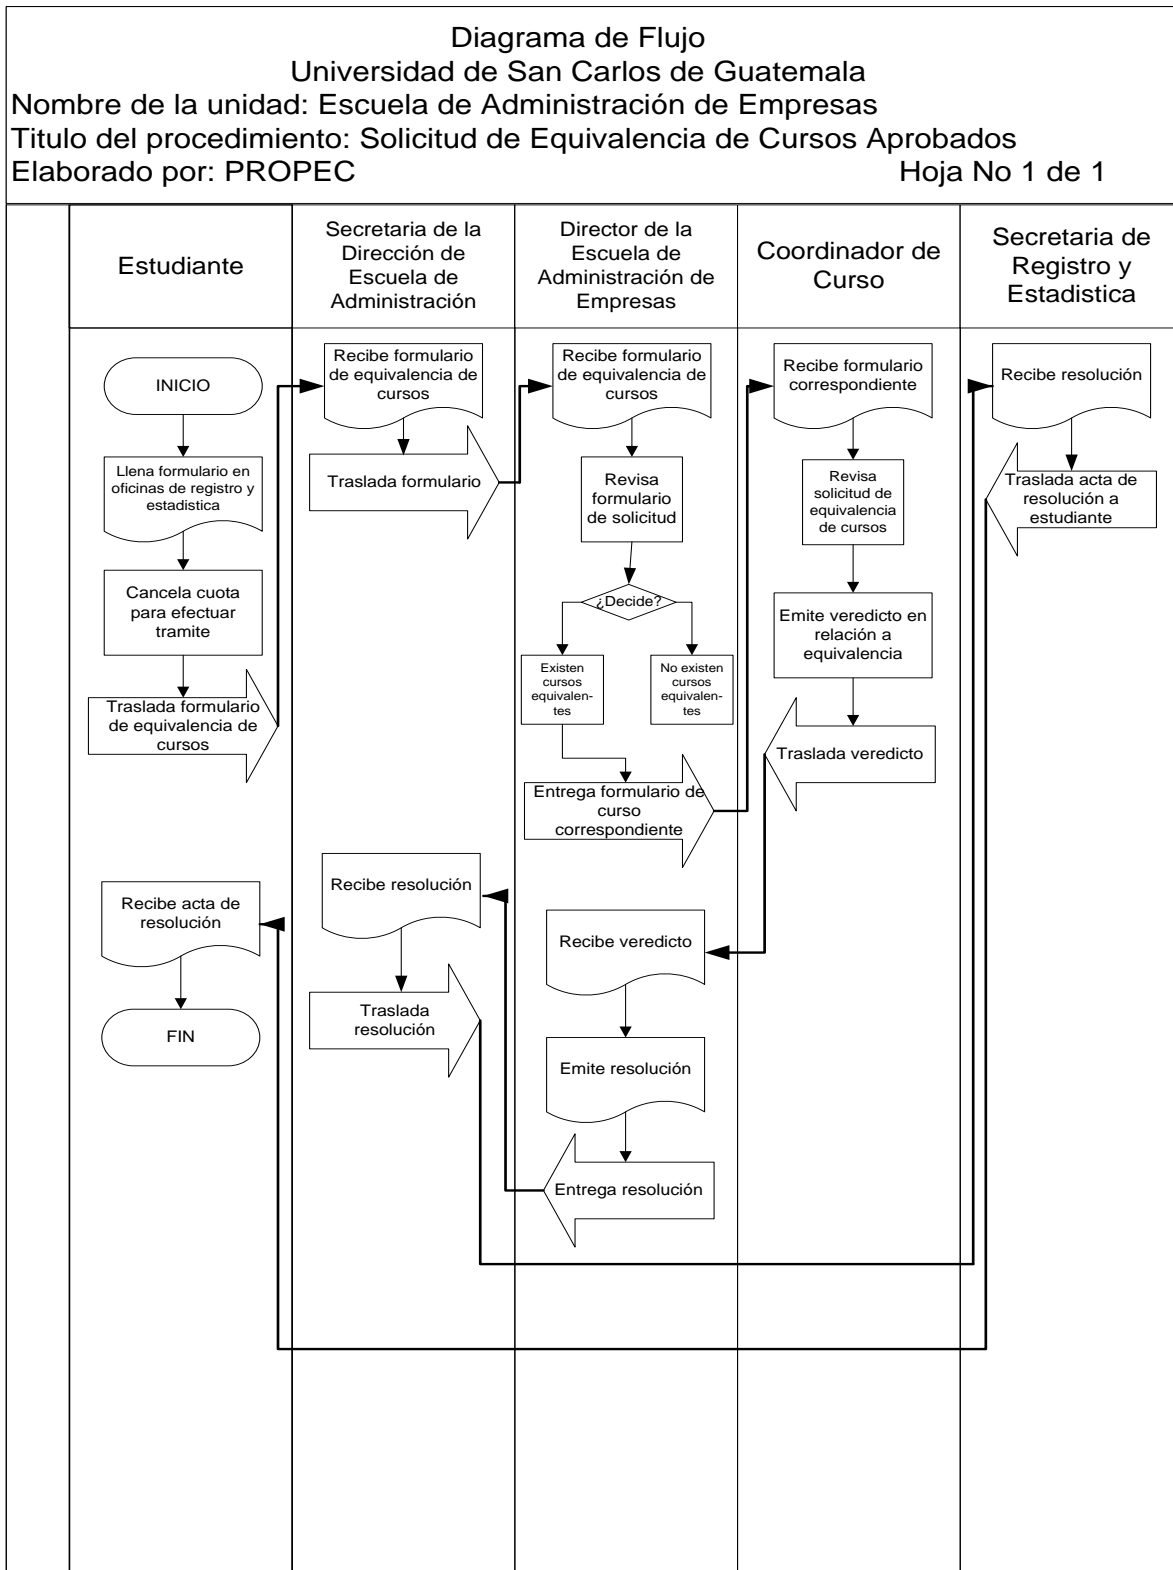 Diagrama de Flujo
Universidad de San Carlos de Guatemala
Nombre de la unidad: Escuela de Administración de Empresas
Titulo del procedimiento: Solicitud de Equivalencia de Cursos Aprobados
Elaborado por: PROPEC
Hoja No 1 de 1
Estudiante
Secretaria de la
Dirección de
Escuela de
Administración
Director de la
Escuela de
Administración de
Empresas
Coordinador de
Curso
Secretaria de
Registro y
Estadistica
INICIO
Llena formulario en
oficinas de registro y
estadistica
Cancela cuota
para efectuar
tramite
Traslada formulario
de equivalencia de
cursos
Recibe formulario
de equivalencia de
cursos
Traslada formulario
Recibe formulario
de equivalencia de
cursos
Revisa
formulario
de solicitud
¿Decide?
Existen
cursos
equivalen-
tes
No existen
cursos
equivalen-
tes
Entrega formulario de
curso
correspondiente
Recibe formulario
correspondiente
Revisa
solicitud de
equivalencia
de cursos
Emite veredicto en
relación a
equivalencia
Traslada veredicto
Recibe veredicto
Emite resolución
Entrega resolución
Recibe resolución
Traslada
resolución
Recibe resolución
Traslada acta de
resolución a
estudiante
Recibe acta de
resolución
FIN